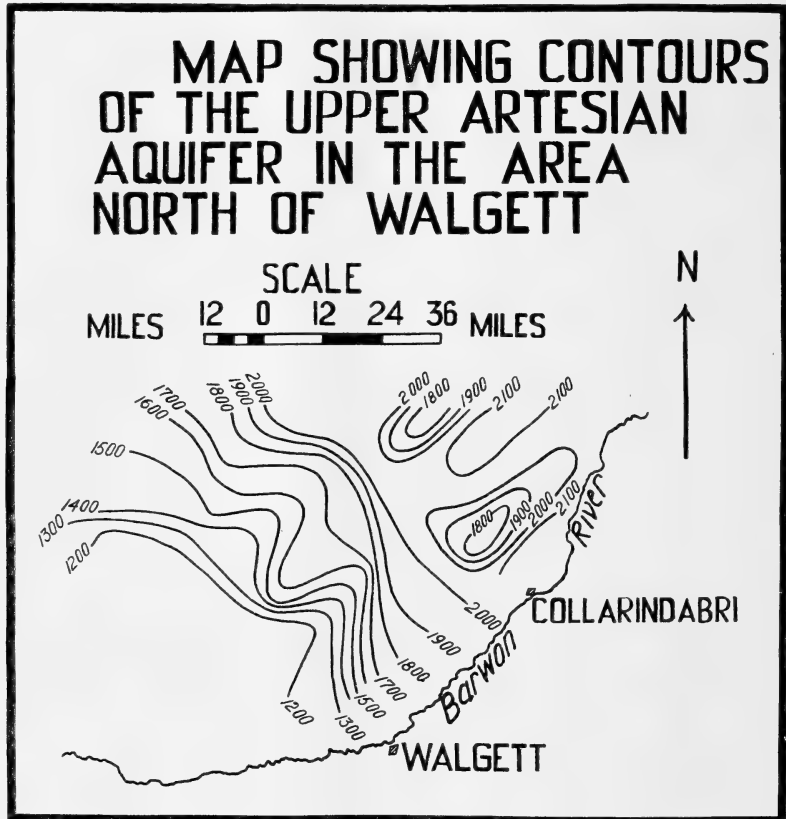 MAP SHOWING CONTOURS
OF THE UPPER ARTESIAN
AQUIFER IN THE AREA
NORTH OF WALGETT
SCALE
MILES 12 0 12 24 36 MILES
N
2000
1900
1800
1700
1600
1500
1400
1300
1200
2000
1800
1900
2100
2100
1800
1900
2000
2100
River
COLLARINDABRI
2000
1900
1800
1700
1500
1300
1200
Barwon
WALGETT